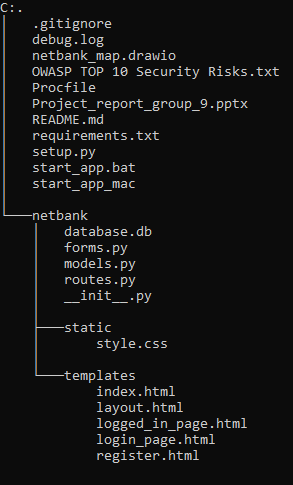 C:.
.gitignore
debug.log
netbank_map.drawio
OWASP TOP 10 Security Risks.txt
Procfile
Project_report_group_9.pptx
README.md
requirements.txt
setup.py
start_app.bat
start_app_mac
netbank
database.db
forms.py
models.py
routes.py
__init__.py
static
style.css
templates
index.html
layout.html
logged_in_page.html
login_page.html
register.html